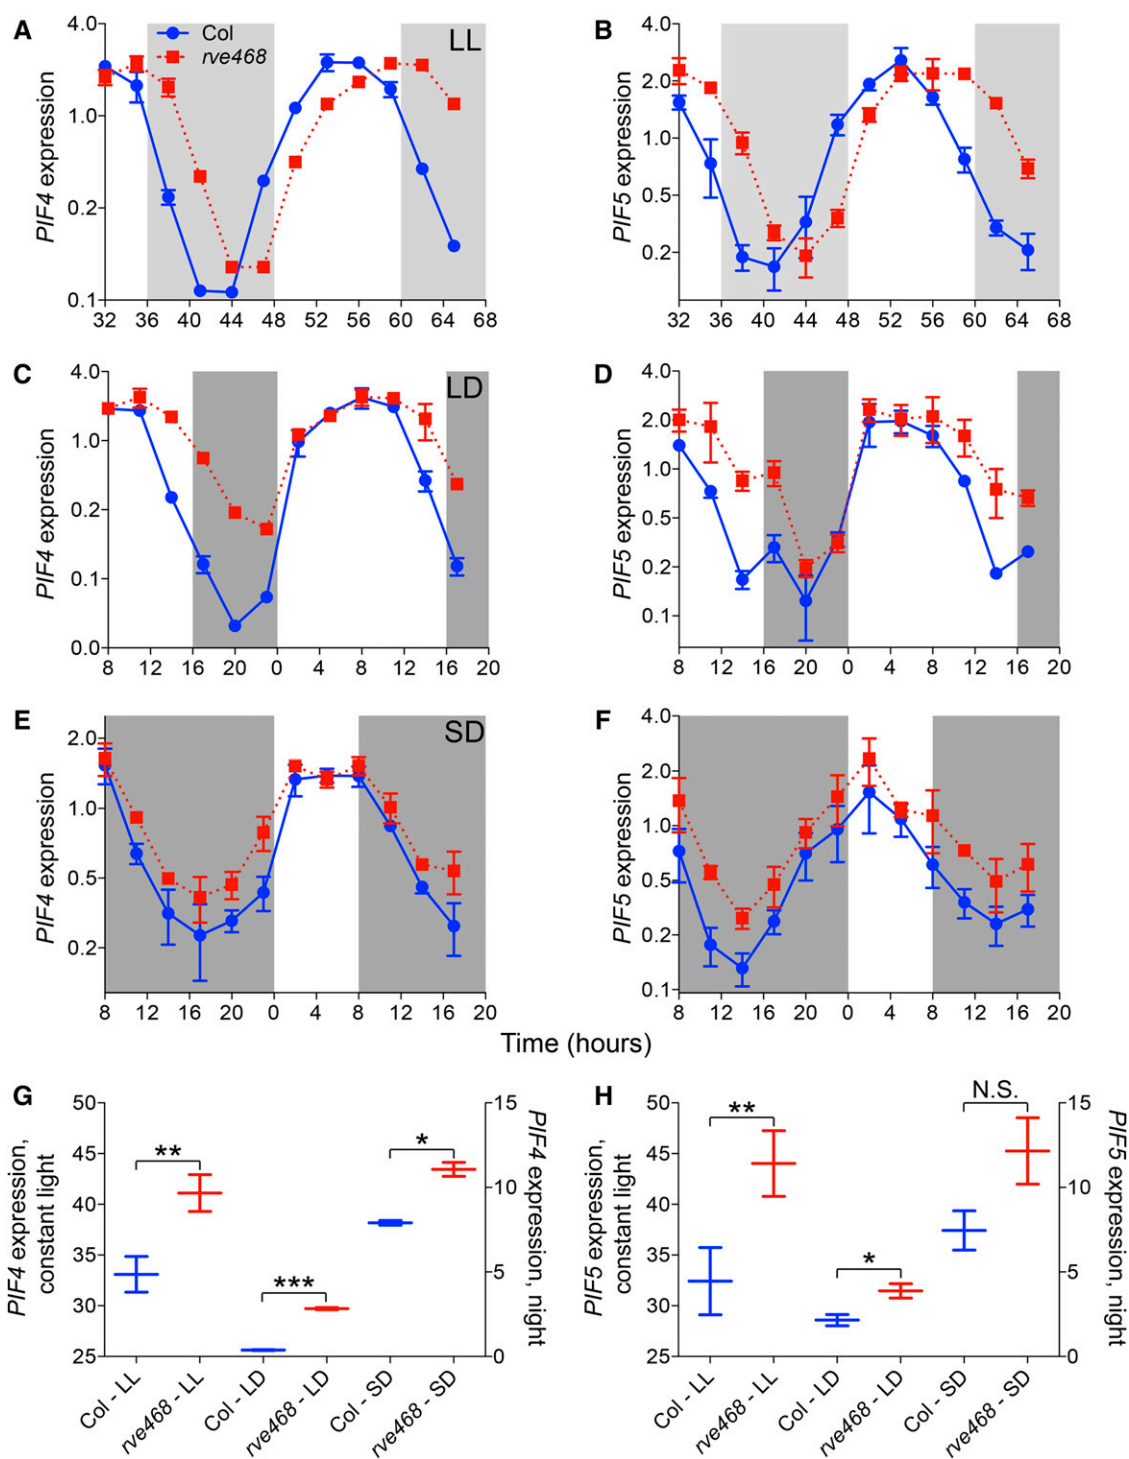 A
B
Col
rve468
LL
PIF4 expression
4.0
1.0
0.2
0.1
32 36 40 44 48 52 56 60 64 68
PIF5 expression
4.0
2.0
1.0
0.5
0.2
32 36 40 44 48 52 56 60 64 68
C
D
LD
PIF4 expression
4.0
1.0
0.2
0.1
0.0
8 12 16 20 0 4 8 12 16 20
PIF5 expression
4.0
2.0
1.0
0.5
0.2
0.1
8 12 16 20 0 4 8 12 16 20
E
F
SD
PIF4 expression
2.0
1.0
0.5
0.2
8 12 16 20 0 4 8 12 16 20
PIF5 expression
4.0
2.0
1.0
0.5
0.2
0.1
8 12 16 20 0 4 8 12 16 20
Time (hours)
G
PIF4 expression,
constant light
50
45
40
35
30
25
**
***
*
15
10
5
0
PIF4 expression, night
Col - LL
rve468 - LL
Col - LD
rve468 - LD
Col - SD
rve468 - SD
H
PIF5 expression,
constant light
50
45
40
35
30
25
**
*
N.S.
15
10
5
0
PIF5 expression, night
Col - LL
rve468 - LL
Col - LD
rve468 - LD
Col - SD
rve468 - SD